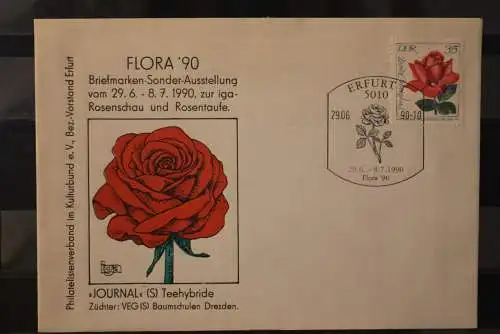 FLORA '90
Briefmarken-Sonder-Ausstellung
vom 29.6. - 8.7.1990, zur iga-
Rosenschau und Rosentaufe.
Philatelistenverband im Kulturbund e.V., Bez.-Vorstand Erfurt
»JOURNAL« (S) Teehybride
Züchter: VEG (S) Baumschulen Dresden.
DDR 35
ERFURT
5010
29.06 90-10
29.6. - 8.7.1990
Flora '90